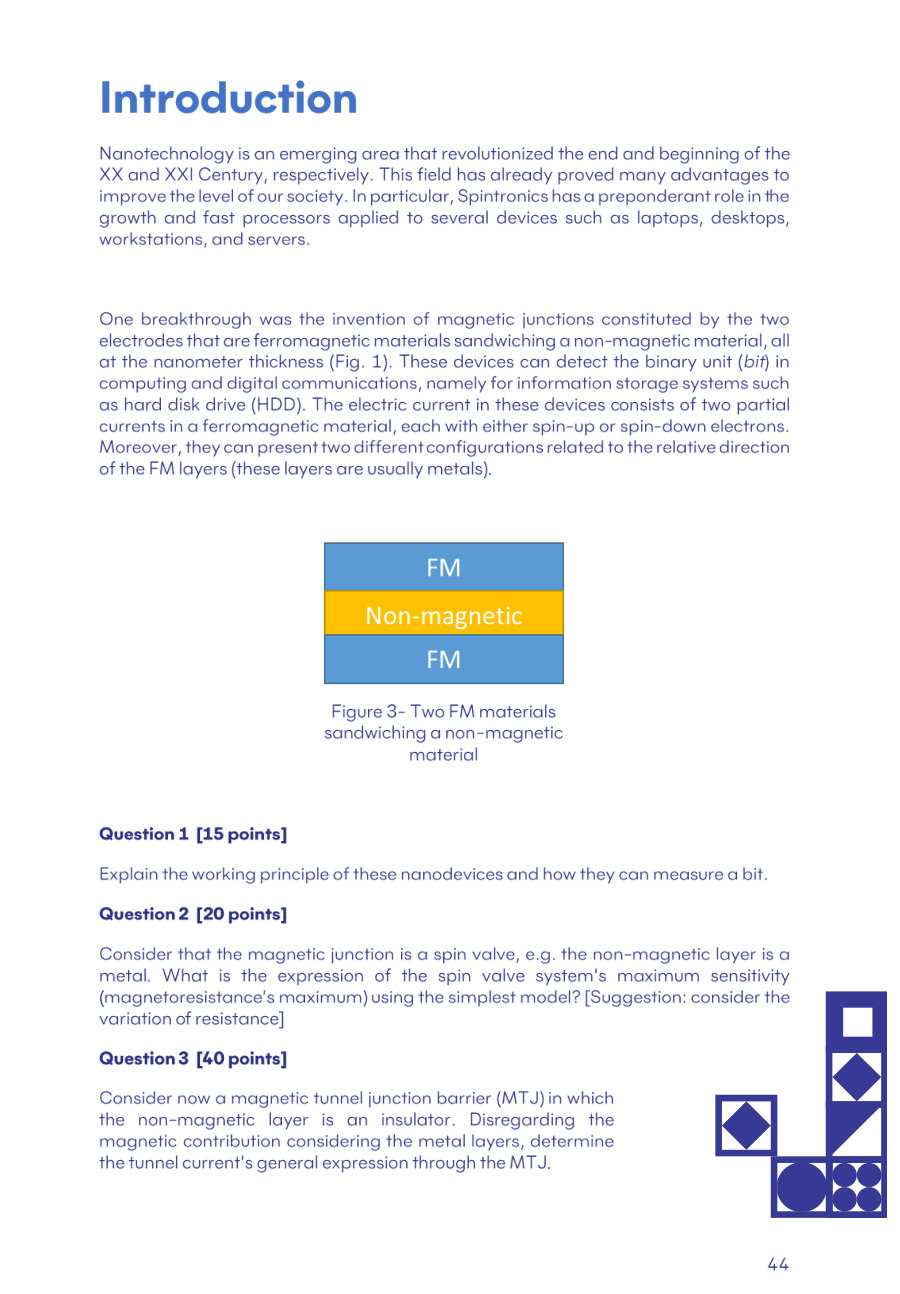 Introduction
Nanotechnology is an emerging area that revolutionized the end and beginning of the
XX and XXI Century, respectively. This field has already proved many advantages to
improve the level of our society. In particular, Spintronics has a preponderant role in the
growth and fast processors applied to several devices such as laptops, desktops,
workstations, and servers.
One breakthrough was the invention of magnetic junctions constituted by the two
electrodes that are ferromagnetic materials sandwiching a non-magnetic material, all
at the nanometer thickness (Fig. 1). These devices can detect the binary unit (bit) in
computing and digital communications, namely for information storage systems such
as hard disk drive (HDD). The electric current in these devices consists of two partial
currents in a ferromagnetic material, each with either spin-up or spin-down electrons.
Moreover, they can present two different configurations related to the relative direction
of the FM layers (these layers are usually metals).
FM
Non-magnetic
FM
Figure 3- Two FM materials
sandwiching a non-magnetic
material
Question 1 [15 points]
Explain the working principle of these nanodevices and how they can measure a bit.
Question 2 [20 points]
Consider that the magnetic junction is a spin valve, e.g. the non-magnetic layer is a
metal. What is the expression of the spin valve system's maximum sensitivity
(magnetoresistance's maximum) using the simplest model? [Suggestion: consider the
variation of resistance]
Question 3 [40 points]
Consider now a magnetic tunnel junction barrier (MTJ) in which
the non-magnetic layer is an insulator. Disregarding the
magnetic contribution considering the metal layers, determine
the tunnel current's general expression through the MTJ.
44